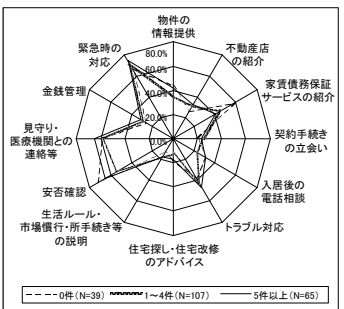 物件の
情報提供
不動産店
の紹介
家賃債務保証
サービスの紹介
契約手続き
の立会い
入居後の
電話相談
トラブル対応
住宅探し・住宅改修
のアドバイス
生活ルール・
市場慣行・所手続き等
の説明
安否確認
見守り・
医療機関との
連絡等
金銭管理
緊急時の
対応
80.0%
60.0%
40.0%
20.0%
0.0%
0件(N=39)
1～4件(N=107)
5件以上(N=65)